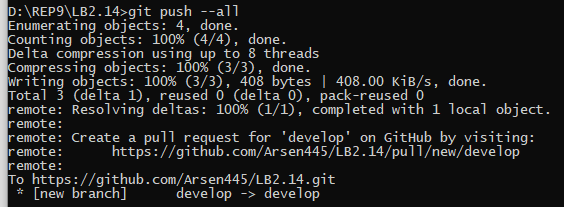 D:\REP9\LB2.14>git push --all
Enumerating objects: 4, done.
Counting objects: 100% (4/4), done.
Delta compression using up to 8 threads
Compressing objects: 100% (3/3), done.
Writing objects: 100% (3/3), 408 bytes | 408.00 KiB/s, done.
Total 3 (delta 1), reused 0 (delta 0), pack-reused 0
remote: Resolving deltas: 100% (1/1), completed with 1 local object.
remote:
remote: Create a pull request for 'develop' on GitHub by visiting:
remote:      https://github.com/Arsen445/LB2.14/pull/new/develop
remote:
To https://github.com/Arsen445/LB2.14.git
 * [new branch]      develop -> develop